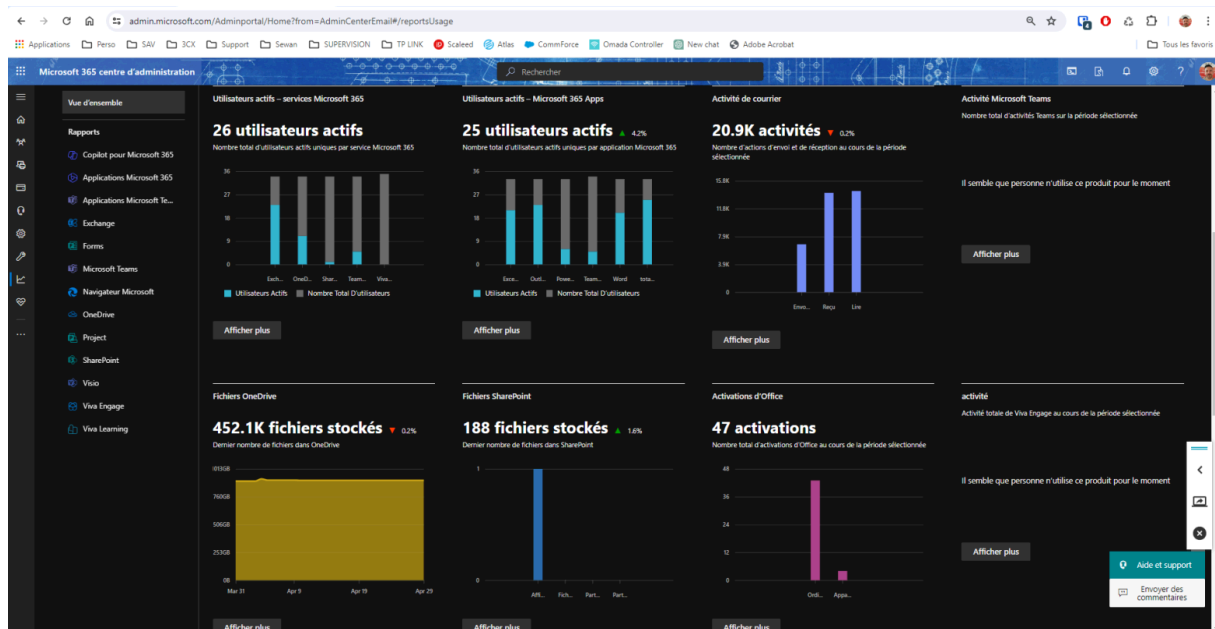 admin.microsoft.com/Adminportal/Home?from=AdminCenterEmail#/reportsUsage
Applications Perso SAV 3CX Support Sewan SUPERVISION TP LINK Scaleed Atlas CommForce Omada Controller New chat Adobe Acrobat Tous les favoris
Microsoft 365 centre d'administration
Rechercher
Vue d'ensemble
Rapports
Copilot pour Microsoft 365
Applications Microsoft 365
Applications Microsoft Te...
Exchange
Forms
Microsoft Teams
Navigateur Microsoft
OneDrive
Project
SharePoint
Visio
Viva Engage
Viva Learning
Utilisateurs actifs – services Microsoft 365
26 utilisateurs actifs
Nombre total d'utilisateurs actifs uniques par service Microsoft 365
36
27
18
9
0
Exch... OneD... Shar... Team... Viva...
Utilisateurs Actifs Nombre Total D'utilisateurs
Afficher plus
Utilisateurs actifs – Microsoft 365 Apps
25 utilisateurs actifs 4.2%
Nombre total d'utilisateurs actifs uniques par application Microsoft 365
36
27
18
9
0
Exce... Outl... Powe... Team... Word tota...
Utilisateurs Actifs Nombre Total D'utilisateurs
Afficher plus
Activité de courrier
20.9K activités 0.2%
Nombre d'actions d'envoi et de réception au cours de la période
sélectionnée
15.8K
11.8K
7.9K
3.9K
0
Envo... Reçu Lire
Afficher plus
Activité Microsoft Teams
Nombre total d'activités Teams sur la période sélectionnée
Il semble que personne n'utilise ce produit pour le moment
Afficher plus
Fichiers OneDrive
452.1K fichiers stockés 0.2%
Dernier nombre de fichiers dans OneDrive
1013GB
760GB
506GB
253GB
0B
Mar 31 Apr 9 Apr 19 Apr 29
Afficher plus
Fichiers SharePoint
188 fichiers stockés 1.6%
Dernier nombre de fichiers dans SharePoint
1
0
Affi... Fich... Part... Part...
Afficher plus
Activations d'Office
47 activations
Nombre total d'activations d'Office au cours de la période sélectionnée
48
36
24
12
0
Ordi... Appa...
Afficher plus
activité
Activité totale de Viva Engage au cours de la période sélectionnée
Il semble que personne n'utilise ce produit pour le moment
Afficher plus
Aide et support
Envoyer des
commentaires